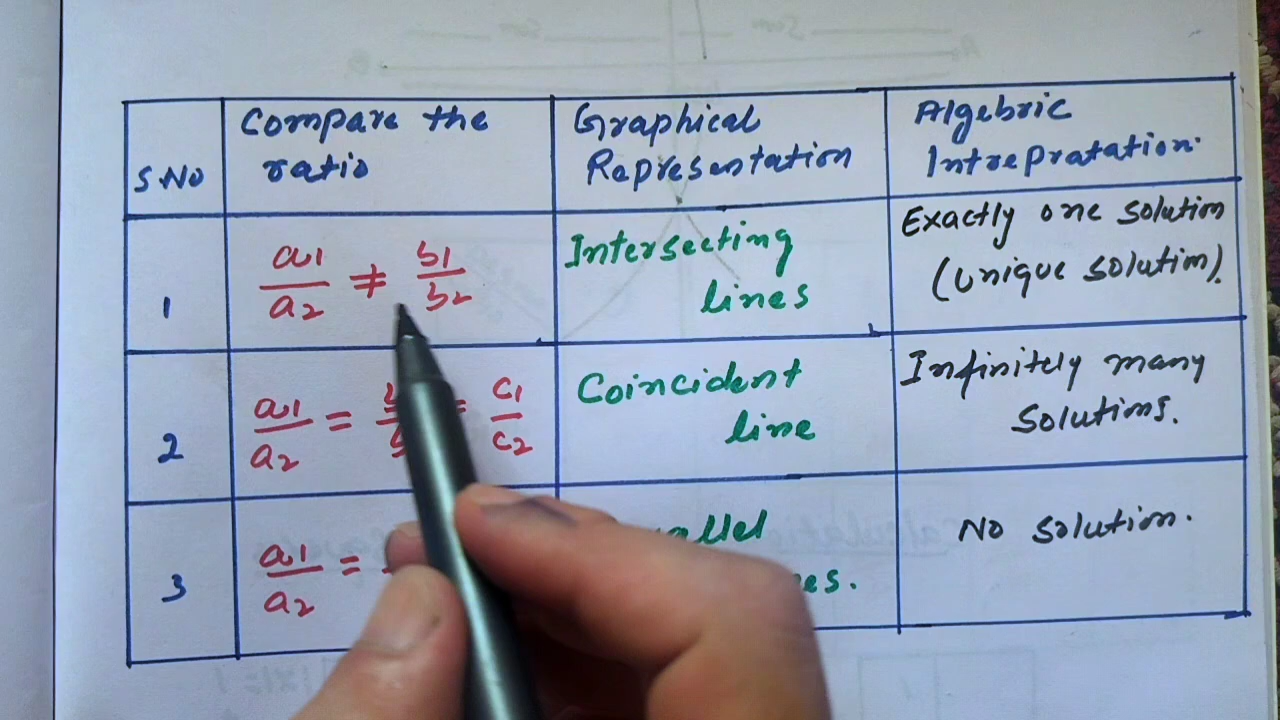 S.NO
Compare the
ratio
Graphical
Representation
Algebric
Intrepratation.
1
a1/a2 ≠ b1/b2
Intersecting
lines
Exactly one solution
(Unique solution).
2
a1/a2 = = c1/c2
Coincident
line
Infinitely many
solutions.
3
a1/a2 =
No solution.